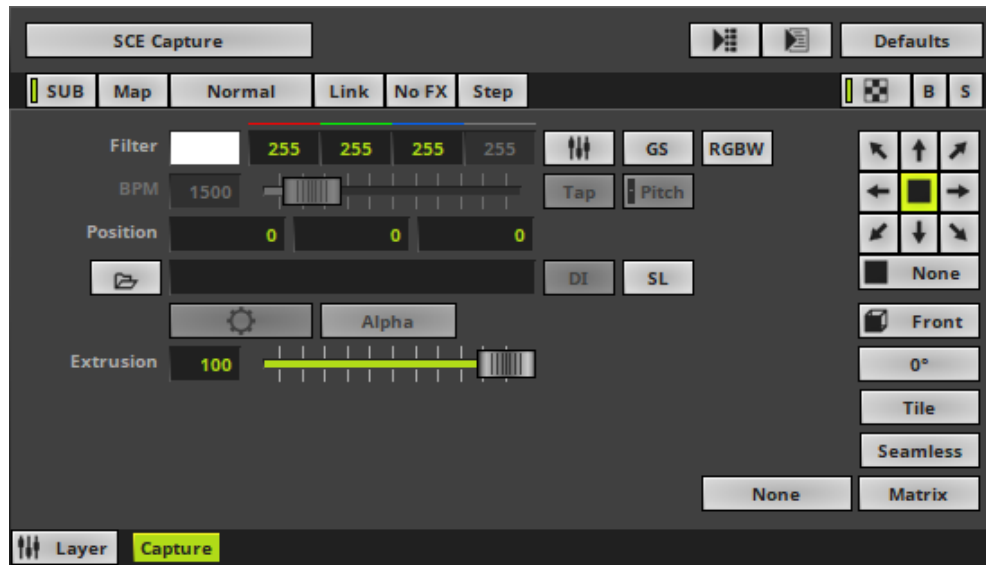 SCE Capture Defaults
SUB Map Normal Link No FX Step B S
Filter 255 255 255 255 GS RGBW
BPM 1500 Tap Pitch
Position 0 0 0
DI SL None
Alpha Front
Extrusion 100 0°
Tile
Seamless
None Matrix
Layer Capture